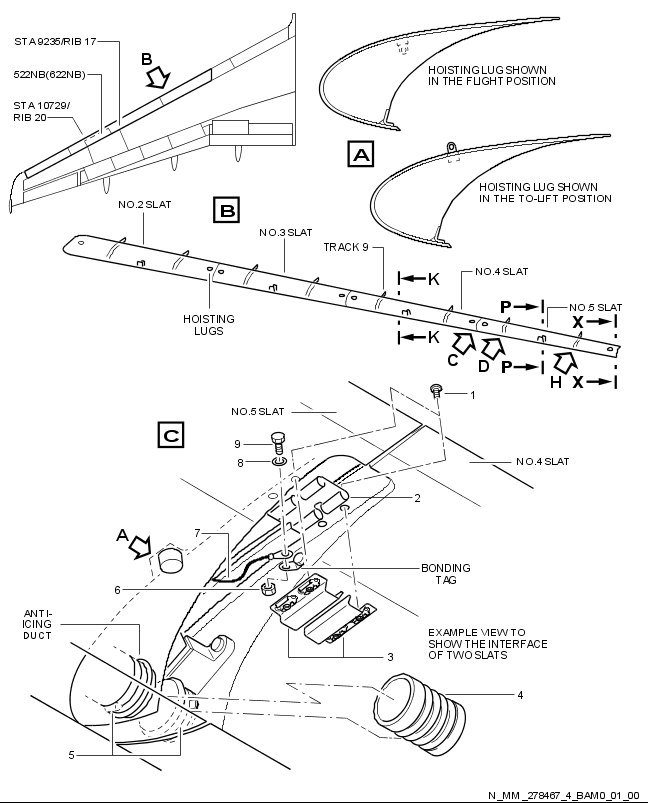 STA 9235/RIB 17
B
522NB(622NB)
STA 10729/
RIB 20
HOISTING LUG SHOWN
IN THE FLIGHT POSITION
A
HOISTING LUG SHOWN
IN THE TO-LIFT POSITION
NO.2 SLAT
B
NO.3 SLAT
TRACK 9
K
NO.4 SLAT
P
NO.5 SLAT
X
HOISTING
LUGS
K
C
D
P
H
X
1
NO.5 SLAT
C
9
8
NO.4 SLAT
2
A
7
BONDING
TAG
6
ANTI-
ICING
DUCT
EXAMPLE VIEW TO
SHOW THE INTERFACE
OF TWO SLATS
3
4
5
N_MM_278467_4_BAM0_01_00